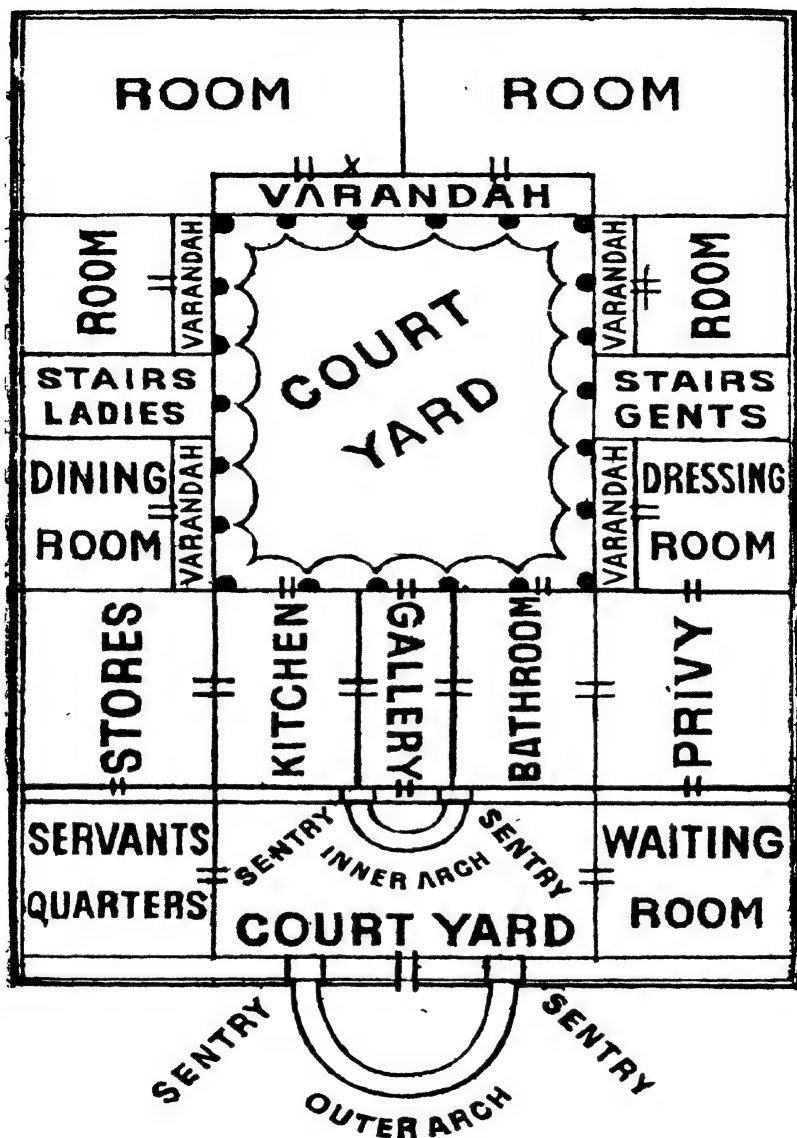 ROOM
ROOM
VARANDAH
ROOM
VARANDAH
VARANDAH
ROOM
COURT
YARD
STAIRS
LADIES
STAIRS
GENTS
DINING
ROOM
VARANDAH
VARANDAH
DRESSING
ROOM
STORES
KITCHEN
GALLERY
BATHROOM
PRIVY
SERVANTS
QUARTERS
SENTRY
INNER ARCH
SENTRY
WAITING
ROOM
COURT YARD
SENTRY
OUTER ARCH
SENTRY